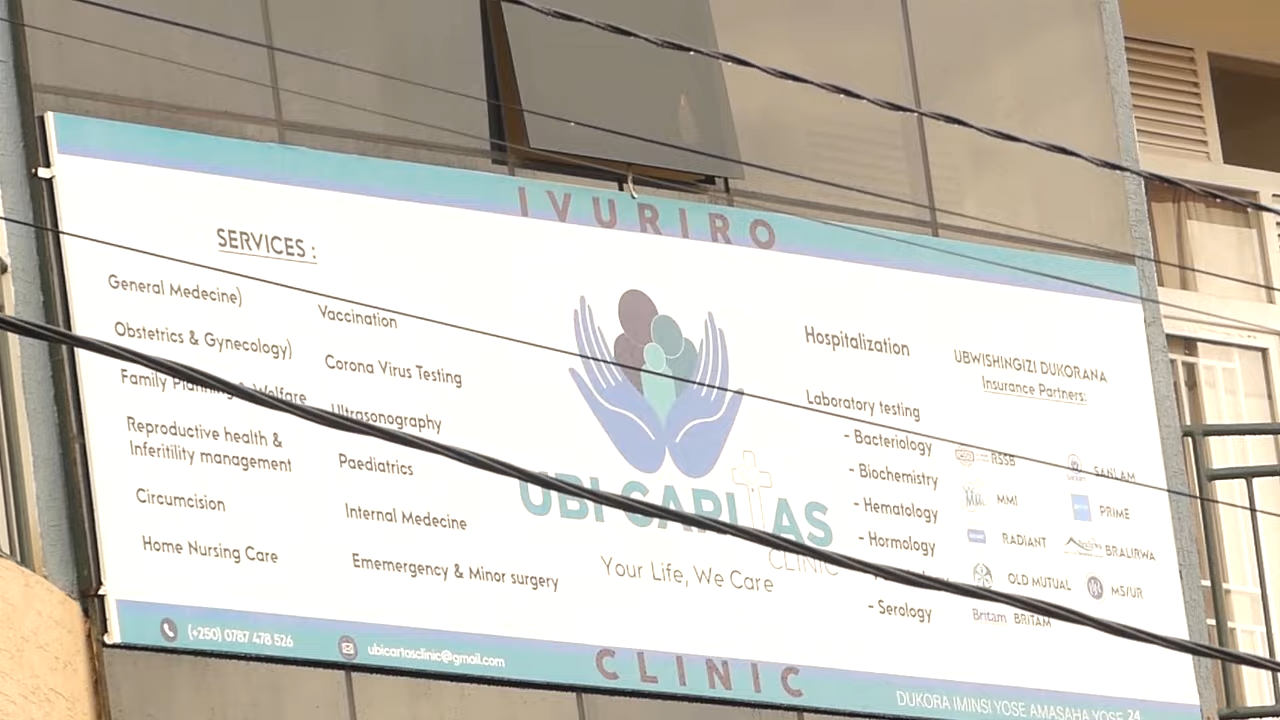 IVURIRO
SERVICES :
General Medecine)
Obstetrics & Gynecology)
Family Planning & Welfare
Reproductive health &
Inferitility management
Circumcision
Home Nursing Care
Vaccination
Corona Virus Testing
Ultrasonography
Paediatrics
Internal Medecine
Ememergency & Minor surgery
UBI CARITAS
CLINIC
Your Life, We Care
Hospitalization
Laboratory testing
- Bacteriology
- Biochemistry
- Hematology
- Hormology
- Serology
UBWISHINGIZI DUKORANA
Insurance Partners:
RSSB
SANLAM
MMI
PRIME
RADIANT
BRALIRWA
OLD MUTUAL
MS/UR
Britam BRITAM
(+250) 0787 478 526
ubicartasclinic@gmail.com
CLINIC
DUKORA IMINSI YOSE AMASAHA YOSE 24